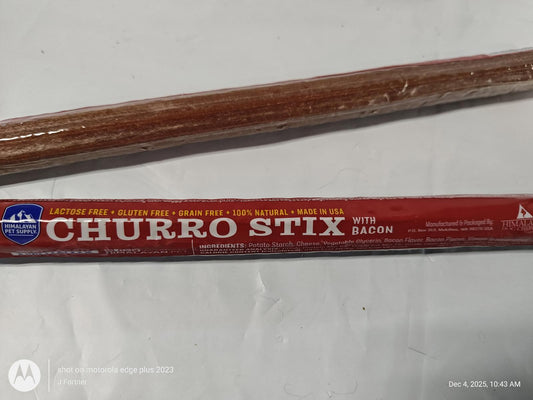 LACTOSE FREE • GLUTEN FREE • GRAIN FREE • 100% NATURAL • MADE IN USA
HIMALAYAN
PET SUPPLY
CHURRO STIX
WITH
BACON
Manufactured & Packaged By:
INGREDIENTS: Potato Starch, Cheese, Vegetable Glycerin, Bacon Flavor,
shot on motorola edge plus 2023
J Fortner
Dec 4, 2025, 10:43 AM